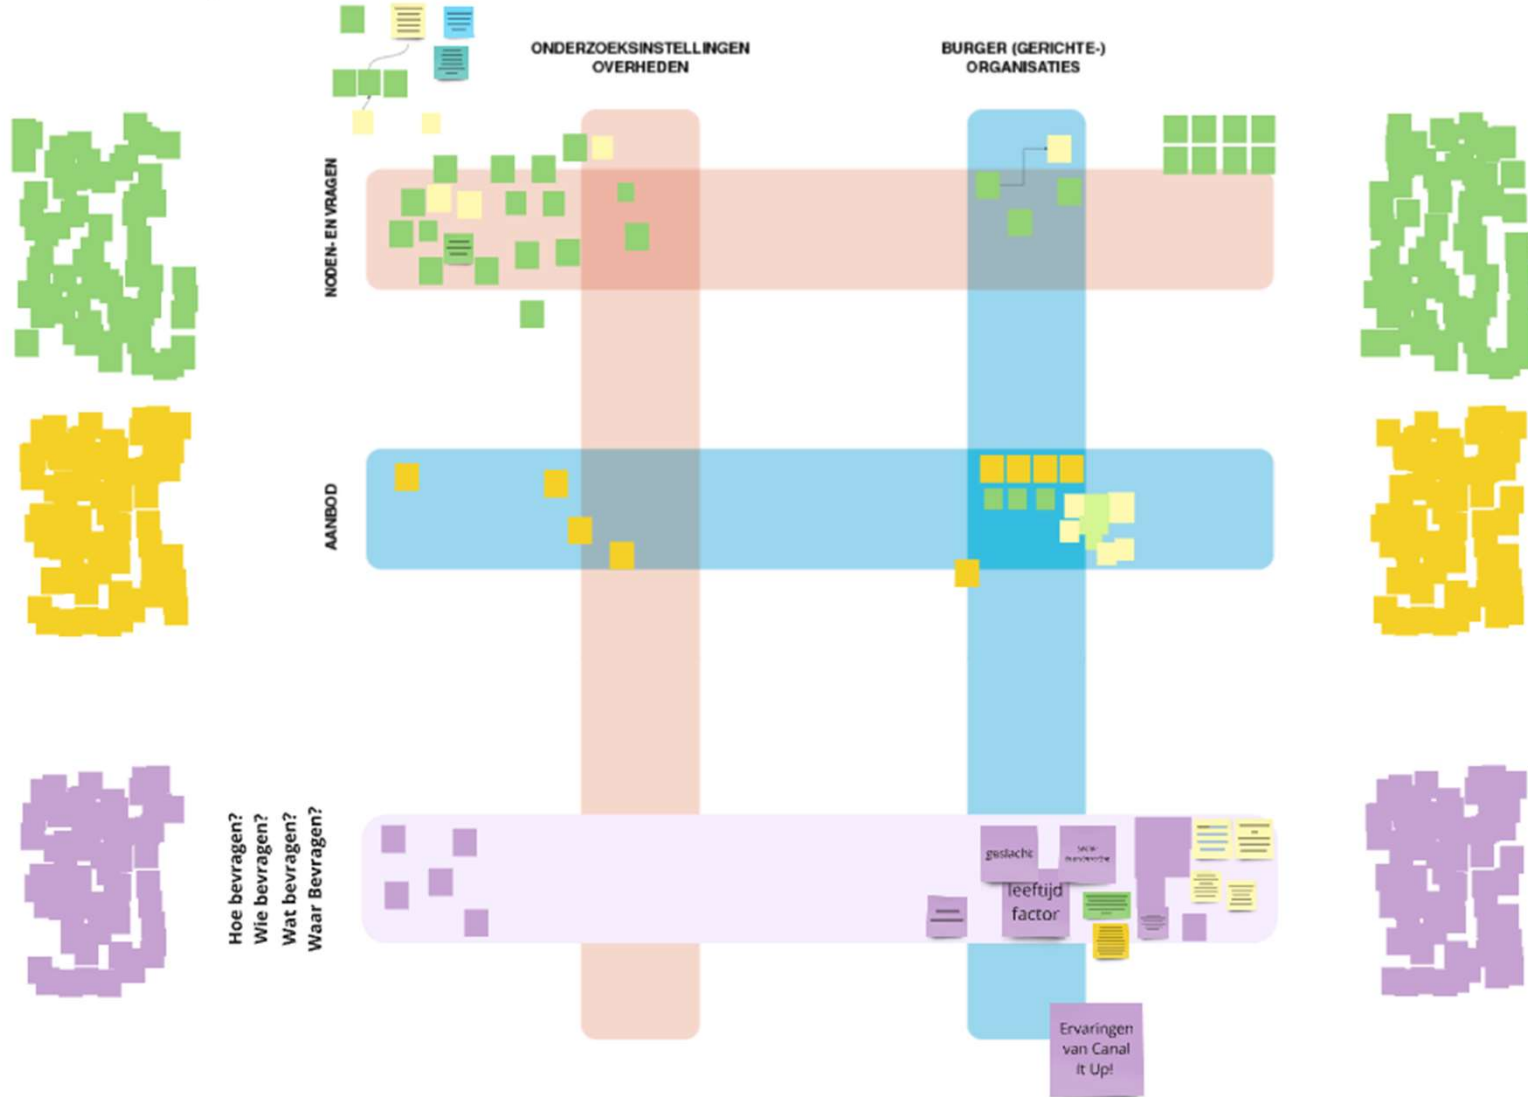 ONDERZOEKSINSTELLINGEN
OVERHEDEN
BURGER (GERICHTE-)
ORGANISATIES
NODEN- EN VRAGEN
AANBOD
Hoe bevragen?
Wie bevragen?
Wat bevragen?
Waar Bevragen?
geslacht
leeftijd
factor
Ervaringen
van Canal
It Up!